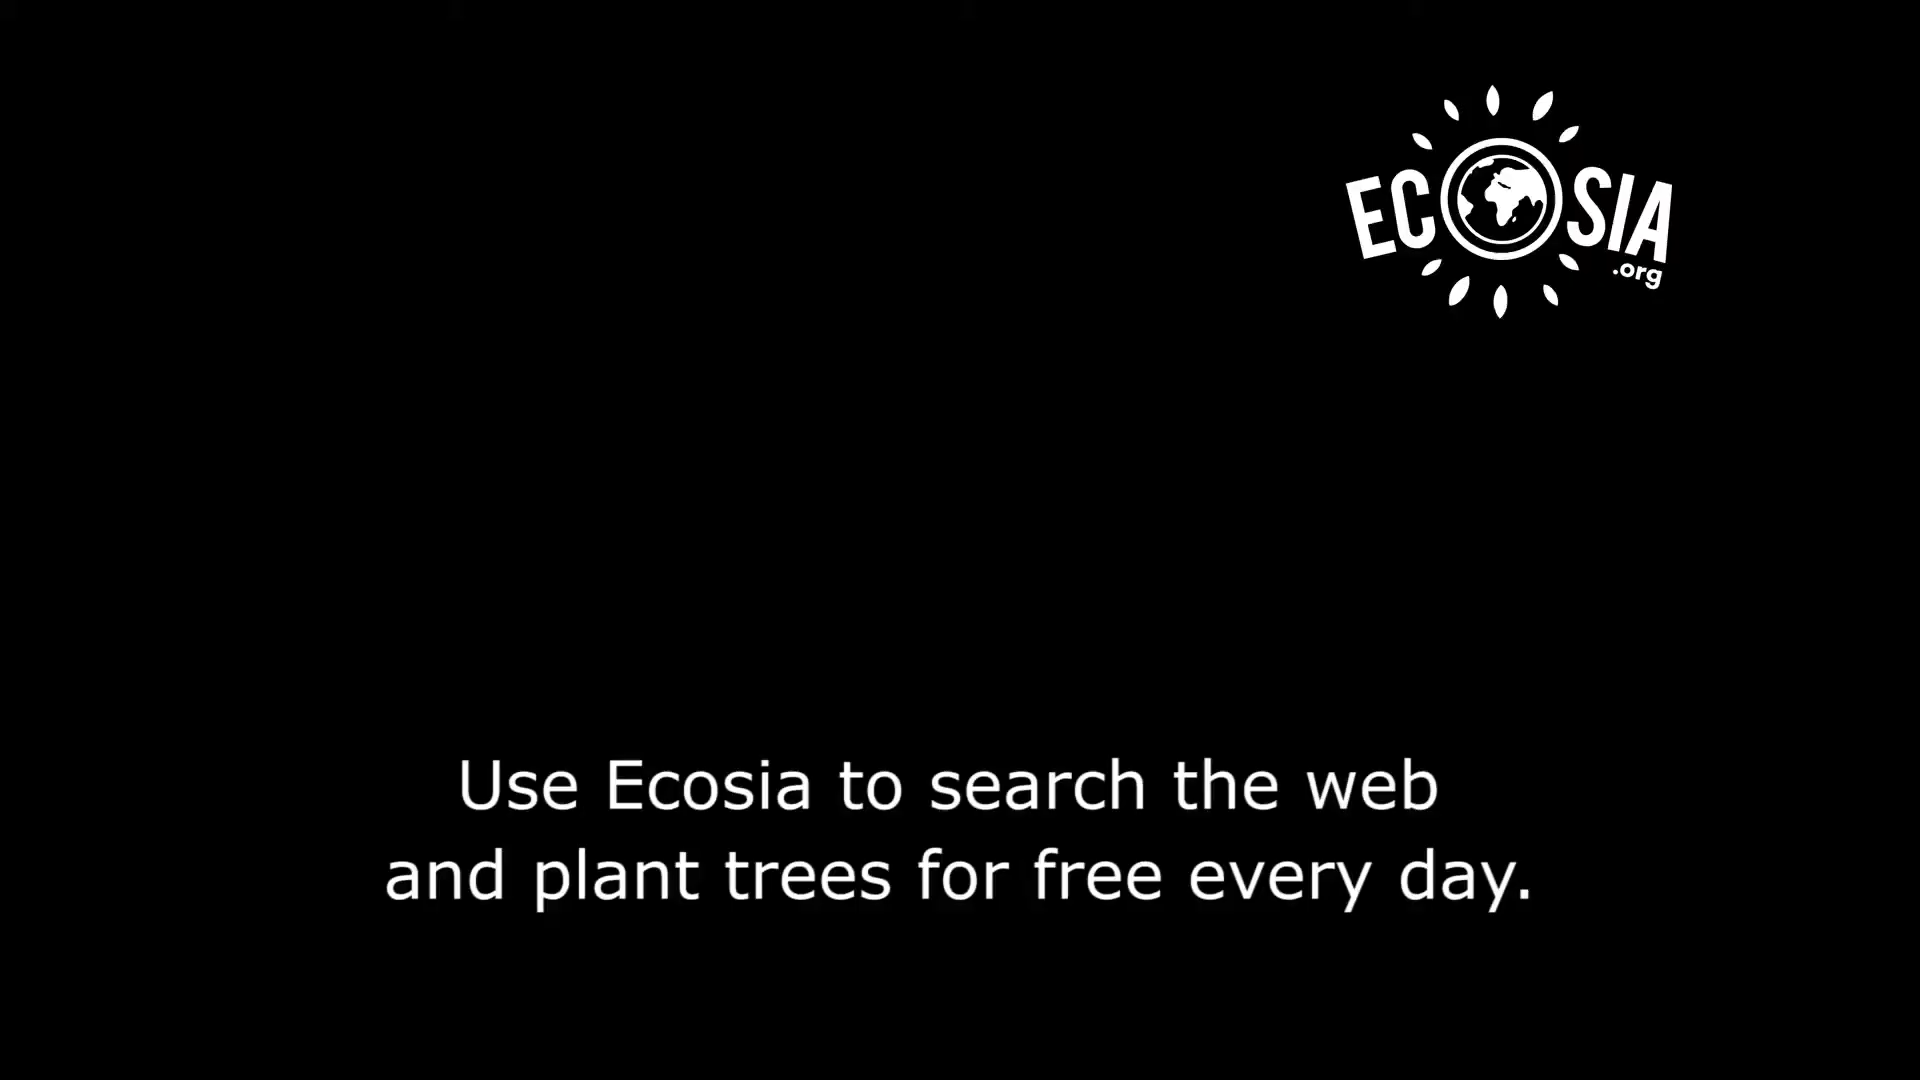 ECOSIA
.org
Use Ecosia to search the web
and plant trees for free every day.